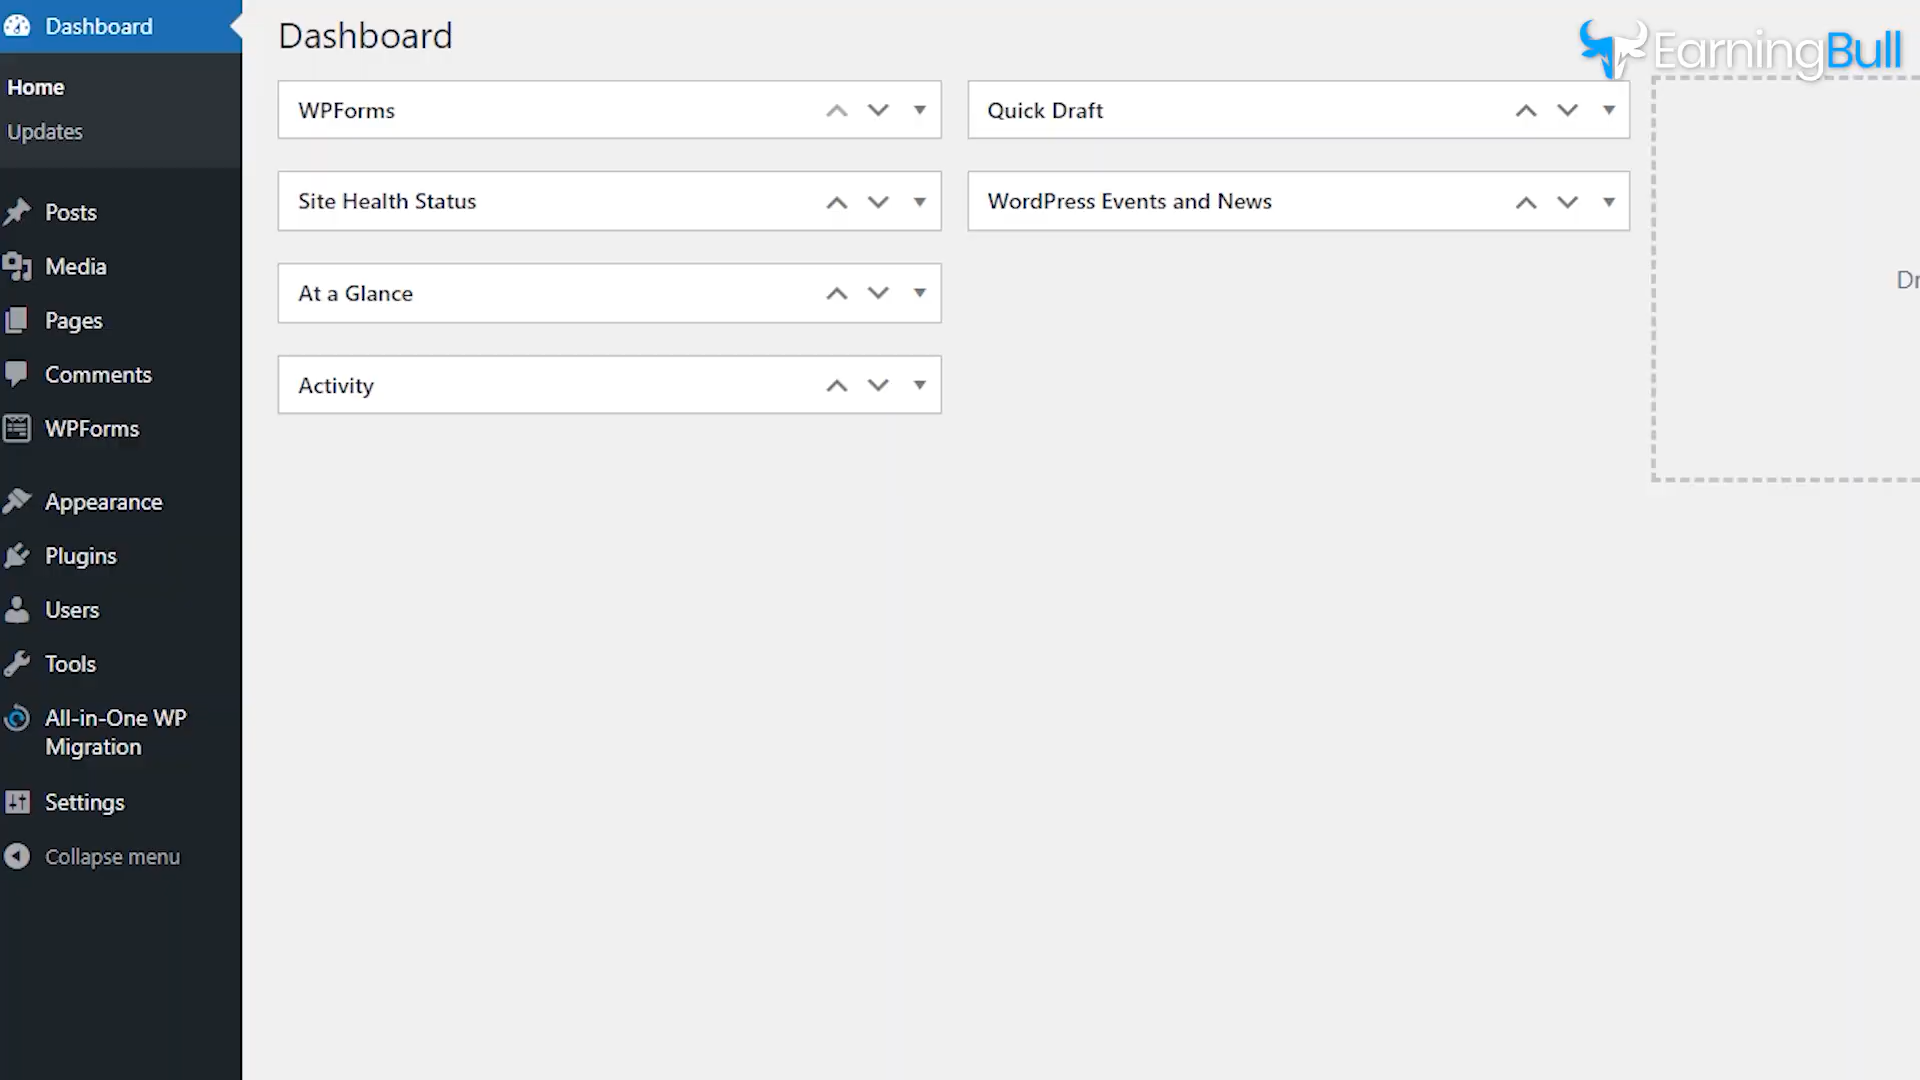 Dashboard
Home
Updates
Posts
Media
Pages
Comments
WPForms
Appearance
Plugins
Users
Tools
All-in-One WP
Migration
Settings
Collapse menu
Dashboard
WPForms
Site Health Status
At a Glance
Activity
Quick Draft
WordPress Events and News
EarningBull
Dr